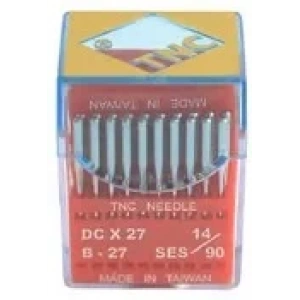 TNC
MADE IN TAIWAN
TNC NEEDLE
DC X 27 14/
B - 27 SES 90
MADE IN TAIWAN